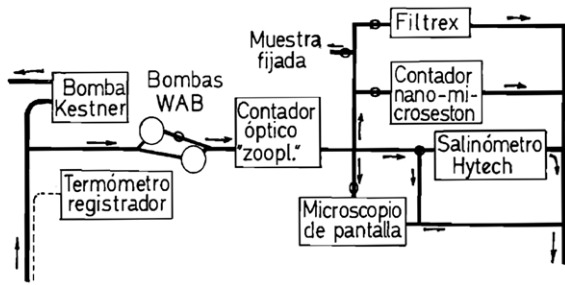 Filtrex
Muestra
fijada
Bomba
Kestner
Bombas
WAB
Contador
nano-mi-
croseston
Contador
óptico
"zoopl."
Salinómetro
Hytech
Termómetro
registrador
Microscopio
de pantalla